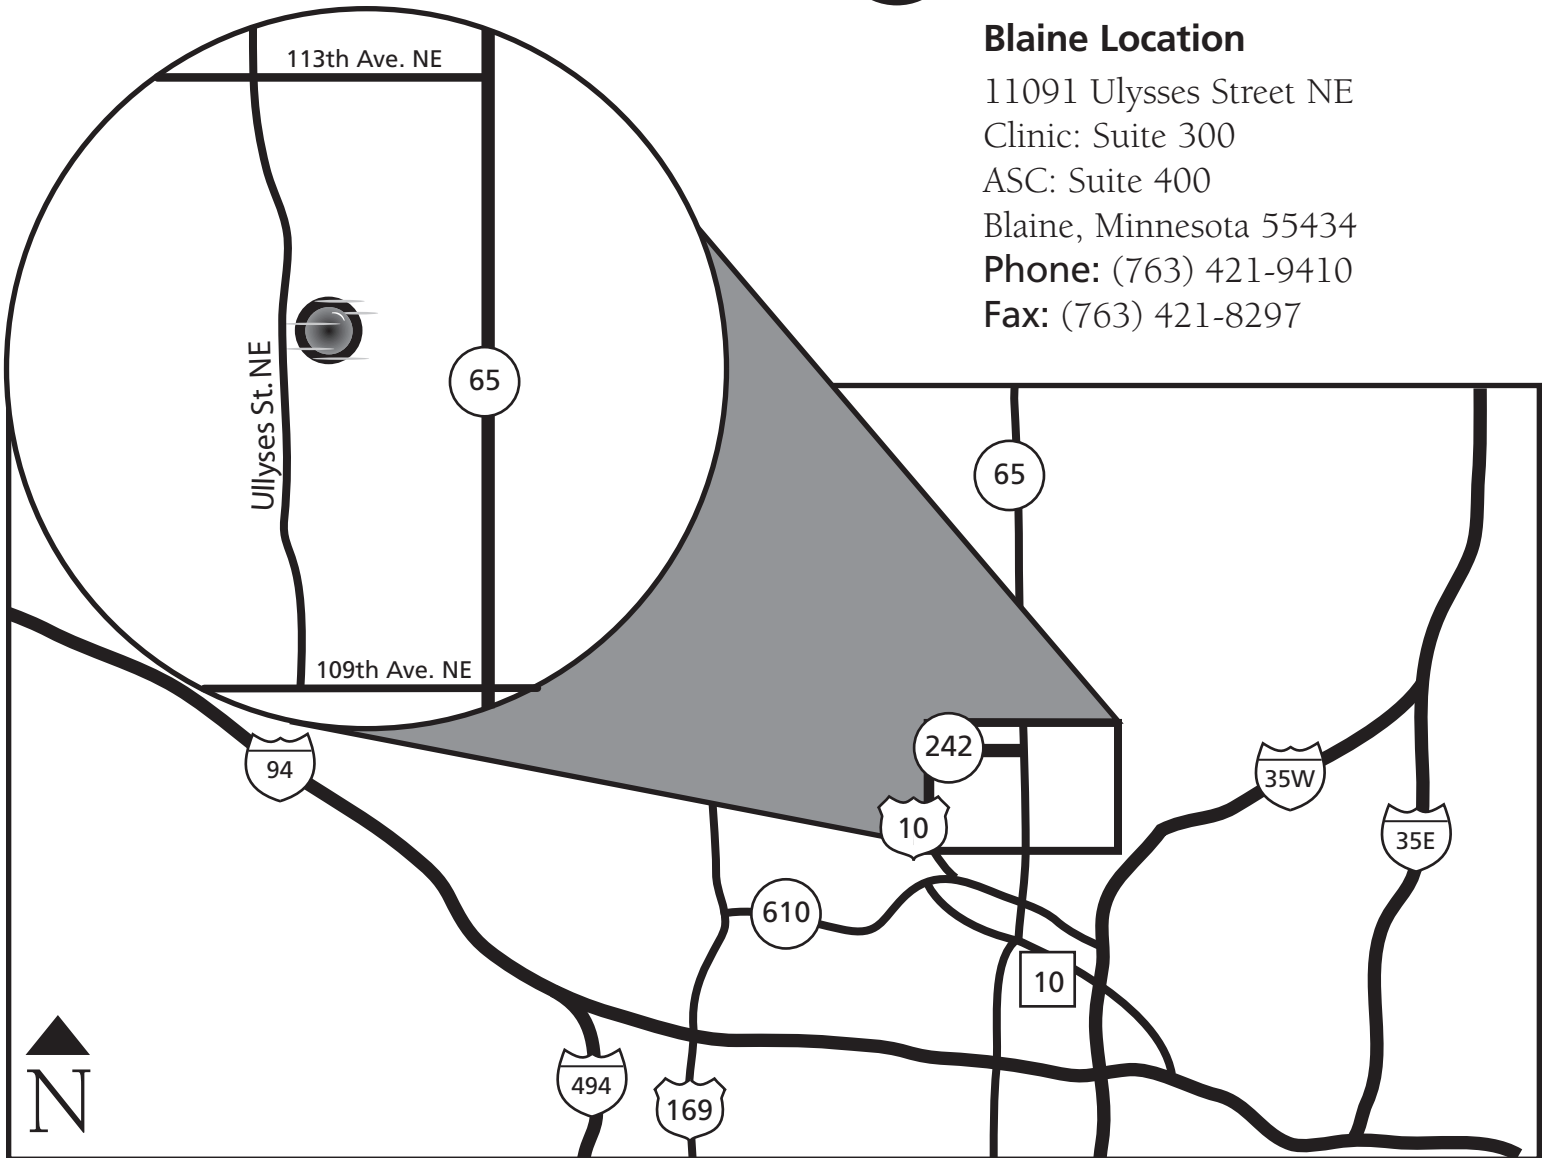 Blaine Location
11091 Ulysses Street NE
Clinic: Suite 300
ASC: Suite 400
Blaine, Minnesota 55434
Phone: (763) 421-9410
Fax: (763) 421-8297
113th Ave. NE
Ullyses St. NE
65
109th Ave. NE
65
242
10
94
35W
35E
610
10
494
169
N